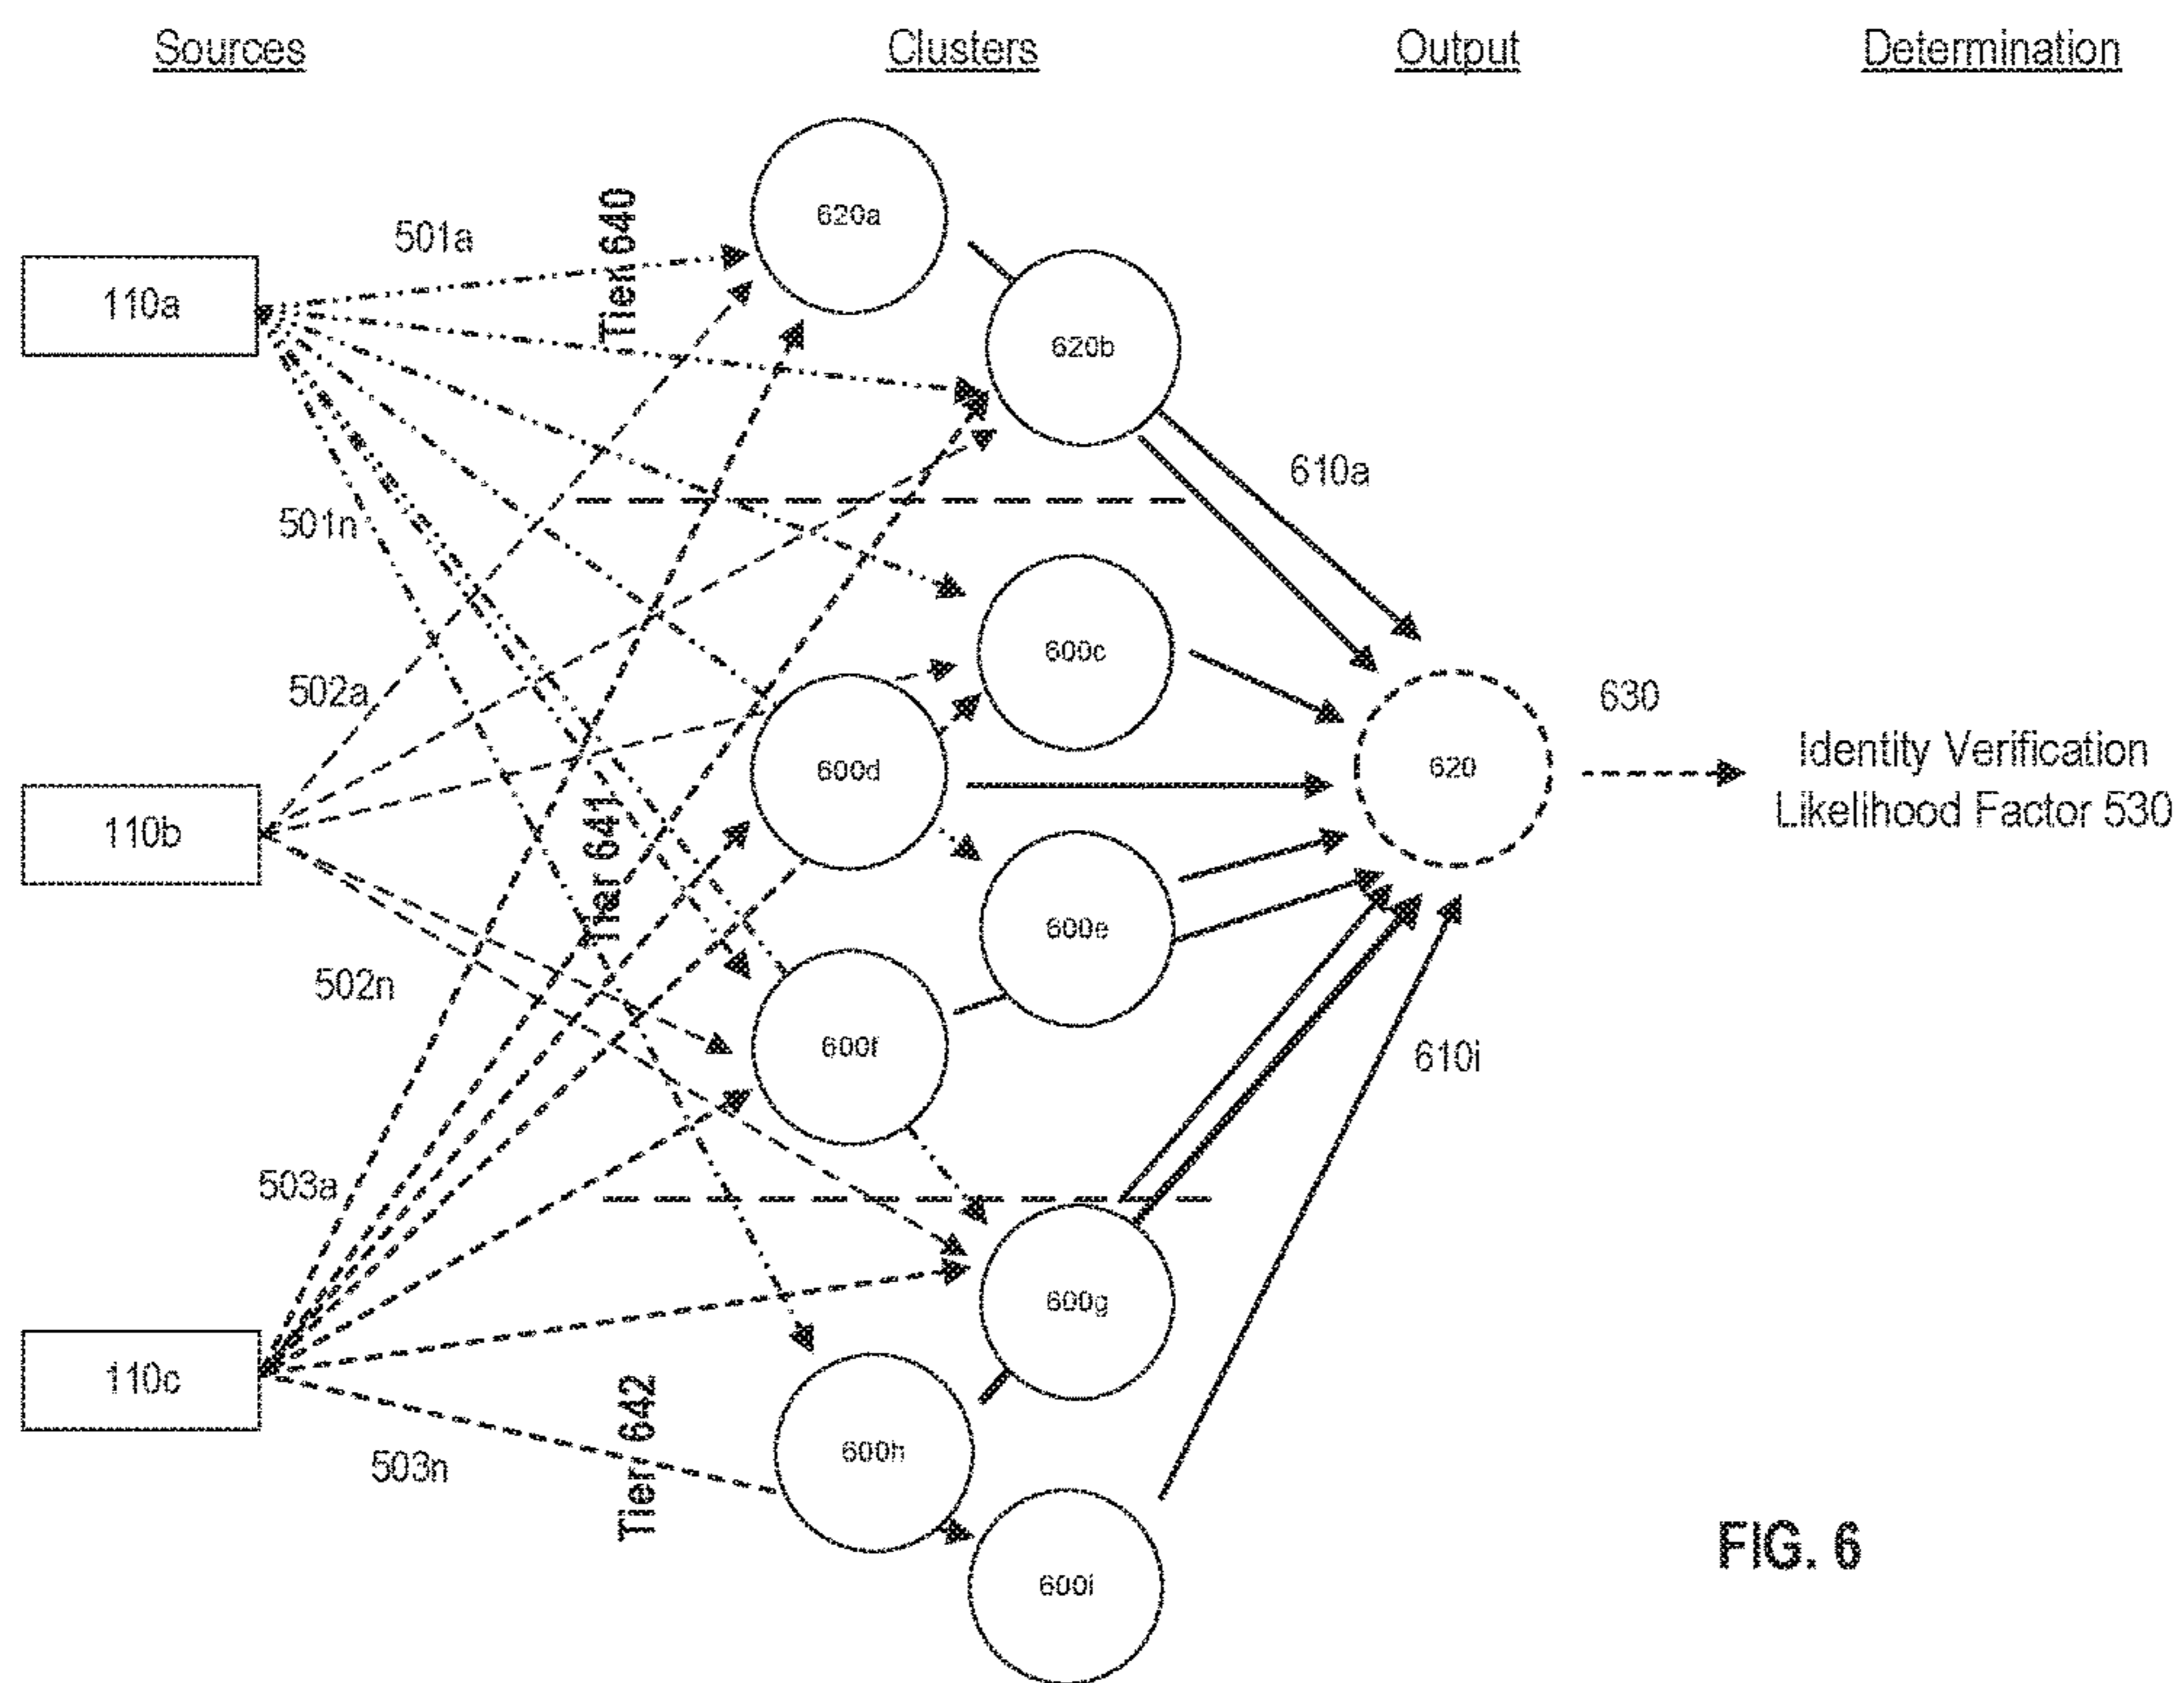 Sources
Clusters
Output
Determination
620a
Tier 640
501a
110a
620b
610a
501n
600c
502a
630
Identity Verification
Likelihood Factor 530
600d
620
110b
Tier 641
600e
502n
600f
610i
503a
600g
110c
Tier 642
600h
503n
600i
FIG. 6